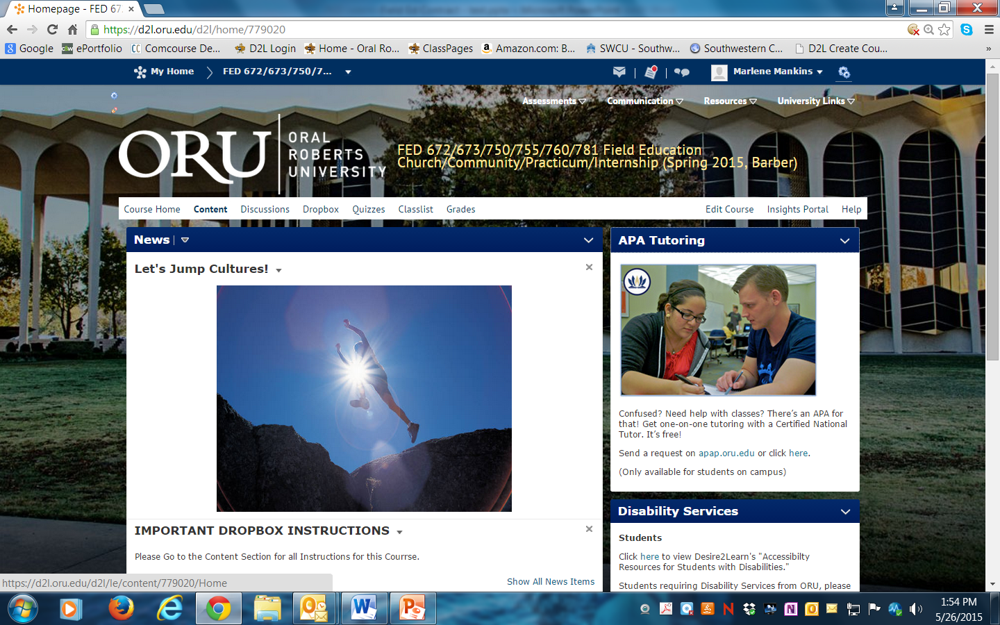 Homepage - FED 67
https://d2l.oru.edu/d2l/home/779020
Google ePortfolio Comcourse De... D2L Login Home - Oral Ro... ClassPages Amazon.com: B... SWCU - Southw... Southwestern C... D2L Create Cou... »
My Home FED 672/673/750/7... Marlene Mankins
Assessments Communication Resources University Links
ORU ORAL
ROBERTS
UNIVERSITY
FED 672/673/750/755/760/781 Field Education
Church/Community/Practicum/Internship (Spring 2015, Barber)
Course Home Content Discussions Dropbox Quizzes Classlist Grades Edit Course Insights Portal Help
News
Let's Jump Cultures!
IMPORTANT DROPBOX INSTRUCTIONS
Please Go to the Content Section for all Instructions for this Courrse.
Show All News Items
APA Tutoring
Confused? Need help with classes? There's an APA for
that! Get one-on-one tutoring with a Certified National
Tutor. It's free!
Send a request on apap.oru.edu or click here.
(Only available for students on campus)
Disability Services
Students
Click here to view Desire2Learn's "Accessibilty
Resources for Students with Disabilities."
Students requiring Disability Services from ORU, please
https://d2l.oru.edu/d2l/le/content/779020/Home
1:54 PM
5/26/2015